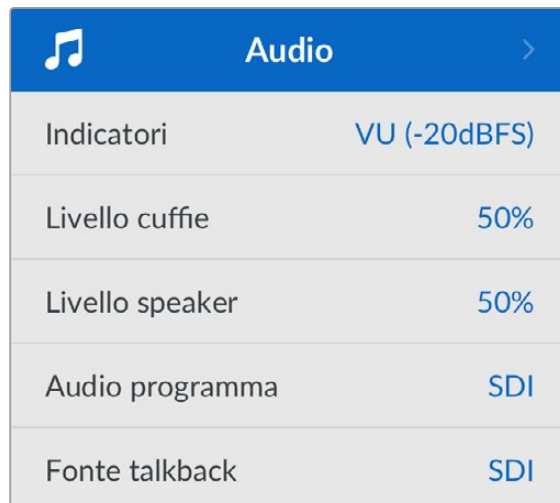 Audio
Indicatori VU (-20dBFS)
Livello cuffie 50%
Livello speaker 50%
Audio programma SDI
Fonte talkback SDI